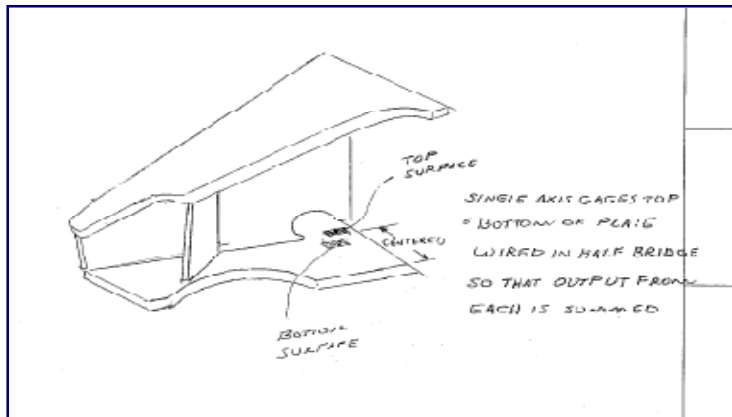 TOP
SURFACE
CENTERED
BOTTOM
SURFACE
SINGLE AXIS GAGES TOP
& BOTTOM OF PLATE
WIRED IN HALF BRIDGE
SO THAT OUTPUT FROM
EACH IS SUMMED